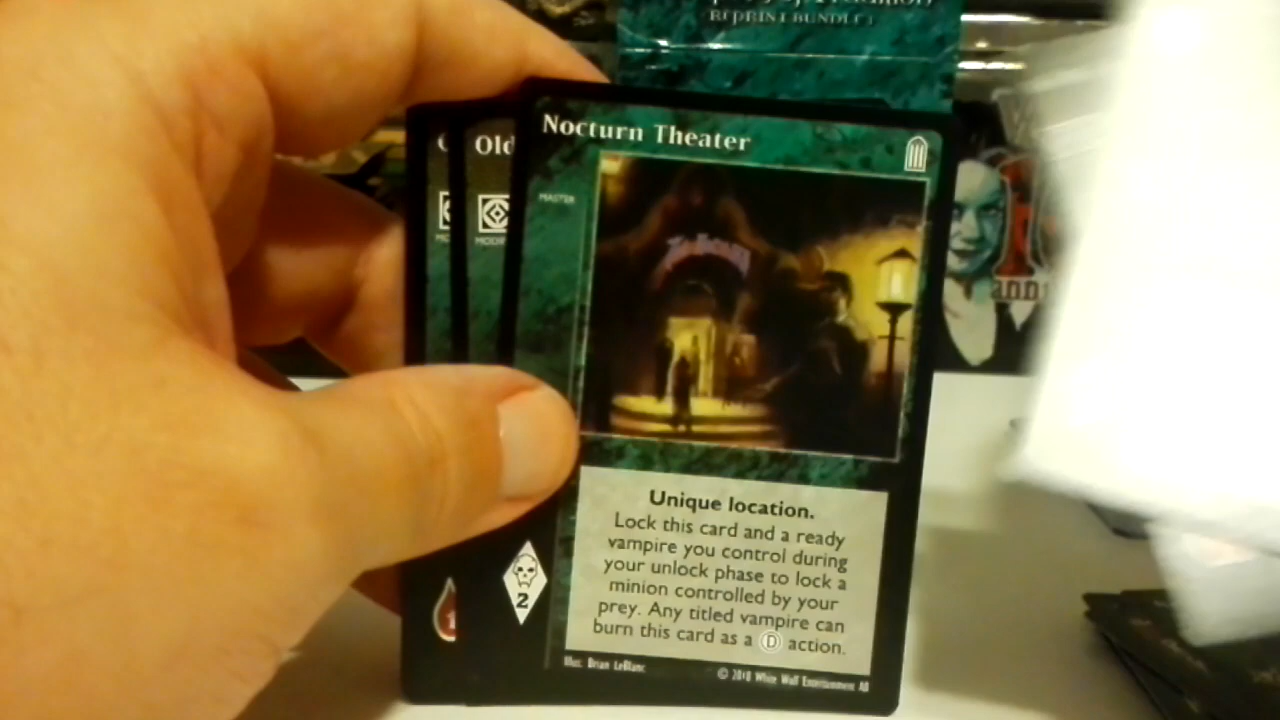 REPRINT BUNDLE 1
Nocturn Theater
Old
MASTER
Unique location.
Lock this card and a ready
vampire you control during
your unlock phase to lock a
minion controlled by your
prey. Any titled vampire can
burn this card as a Ⓓ action.
2
Illus: Brian LeBlanc
© 2018 White Wolf Entertainment AB